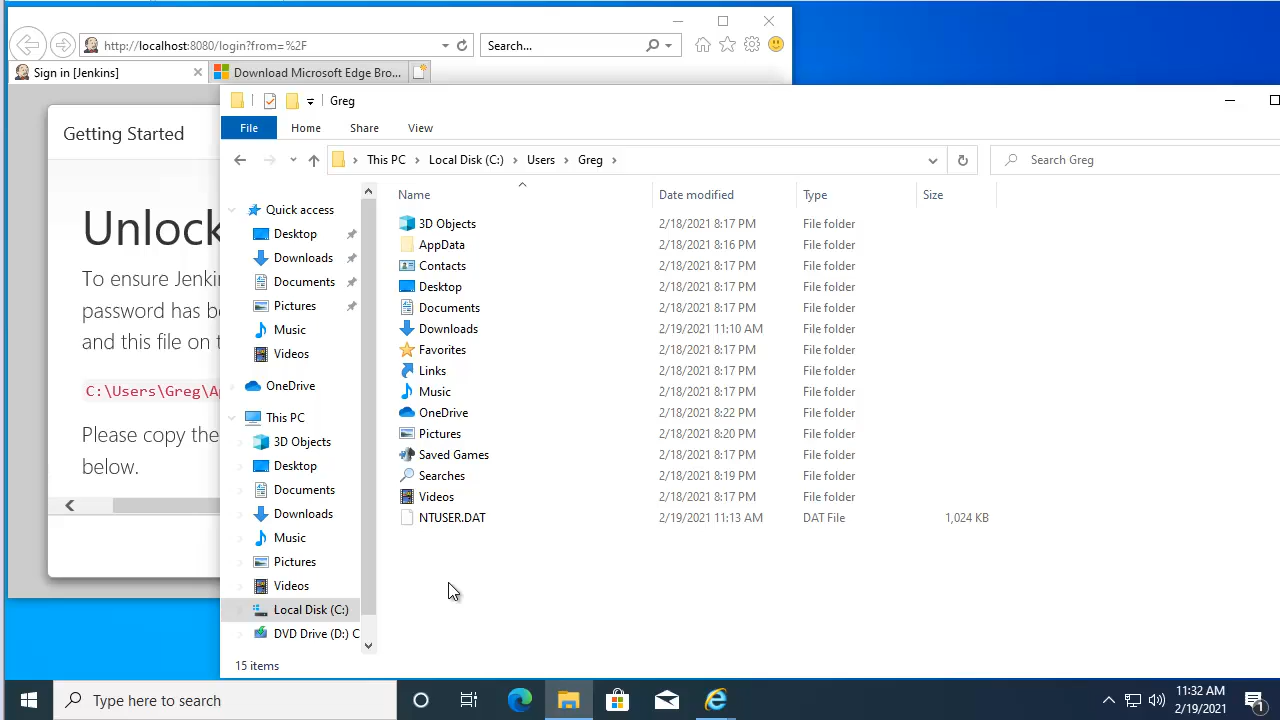 http://localhost:8080/login?from=%2F
Search...
Sign in [Jenkins]
Download Microsoft Edge Bro...
Getting Started
Unlock
To ensure Jenki
password has be
and this file on t
C:\Users\Greg\A
Please copy the
below.
Greg
File
Home
Share
View
This PC
Local Disk (C:)
Users
Greg
Search Greg
Name
Date modified
Type
Size
Quick access
Desktop
Downloads
Documents
Pictures
Music
Videos
OneDrive
This PC
3D Objects
Desktop
Documents
Downloads
Music
Pictures
Videos
Local Disk (C:)
DVD Drive (D:) C
3D Objects 2/18/2021 8:17 PM File folder
AppData 2/18/2021 8:16 PM File folder
Contacts 2/18/2021 8:17 PM File folder
Desktop 2/18/2021 8:17 PM File folder
Documents 2/18/2021 8:17 PM File folder
Downloads 2/19/2021 11:10 AM File folder
Favorites 2/18/2021 8:17 PM File folder
Links 2/18/2021 8:17 PM File folder
Music 2/18/2021 8:17 PM File folder
OneDrive 2/18/2021 8:22 PM File folder
Pictures 2/18/2021 8:20 PM File folder
Saved Games 2/18/2021 8:17 PM File folder
Searches 2/18/2021 8:19 PM File folder
Videos 2/18/2021 8:17 PM File folder
NTUSER.DAT 2/19/2021 11:13 AM DAT File 1,024 KB
15 items
Type here to search
11:32 AM
2/19/2021
1